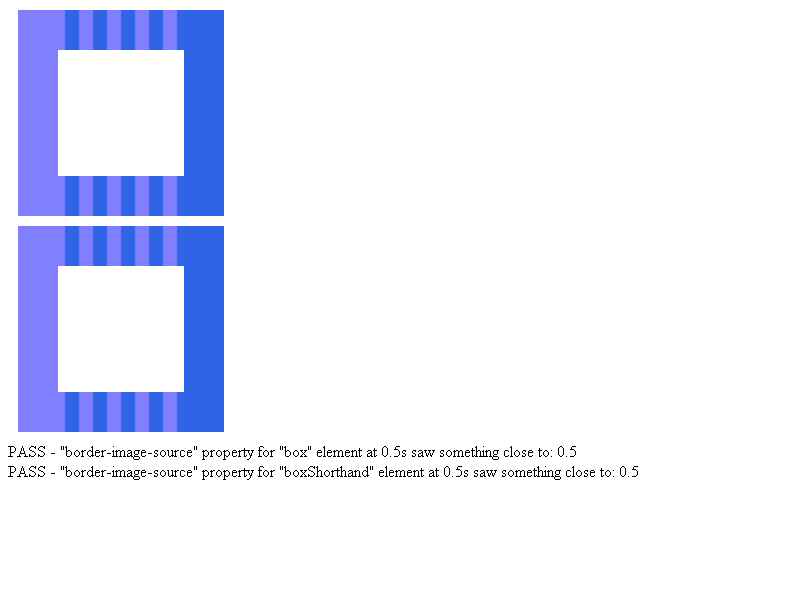 PASS - "border-image-source" property for "box" element at 0.5s saw something close to: 0.5
PASS - "border-image-source" property for "boxShorthand" element at 0.5s saw something close to: 0.5